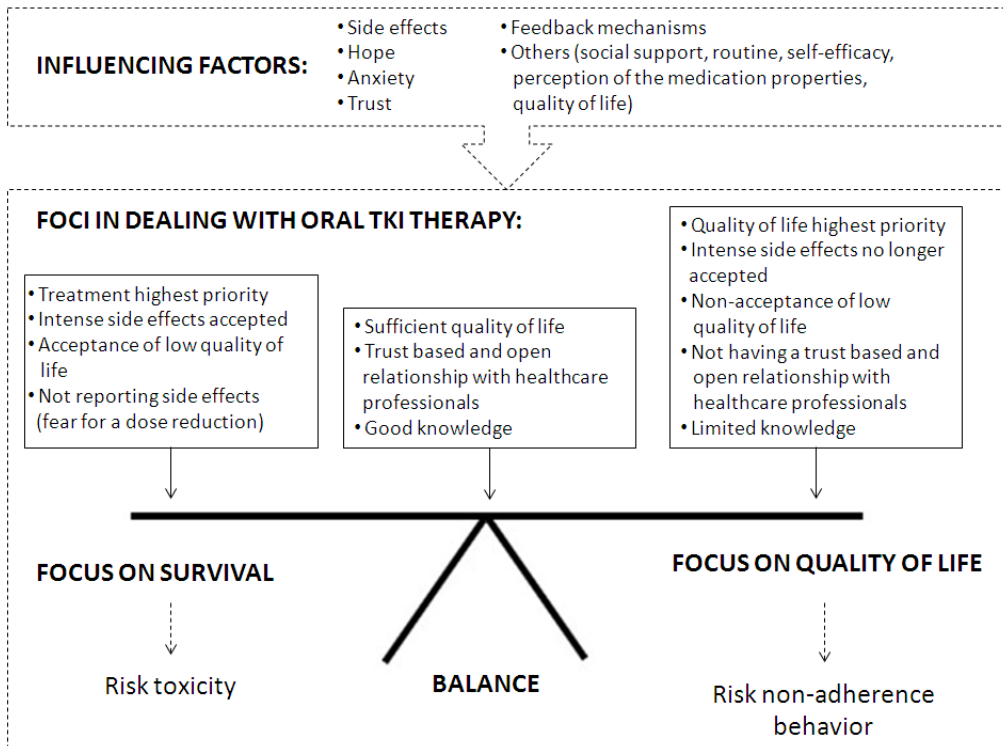 INFLUENCING FACTORS:
• Side effects
• Hope
• Anxiety
• Trust
• Feedback mechanisms
• Others (social support, routine, self-efficacy,
perception of the medication properties,
quality of life)
FOCI IN DEALING WITH ORAL TKI THERAPY:
• Treatment highest priority
• Intense side effects accepted
• Acceptance of low quality of
life
• Not reporting side effects
(fear for a dose reduction)
• Sufficient quality of life
• Trust based and open
relationship with healthcare
professionals
• Good knowledge
• Quality of life highest priority
• Intense side effects no longer
accepted
• Non-acceptance of low
quality of life
• Not having a trust based and
open relationship with
healthcare professionals
• Limited knowledge
FOCUS ON SURVIVAL
Risk toxicity
BALANCE
FOCUS ON QUALITY OF LIFE
Risk non-adherence
behavior